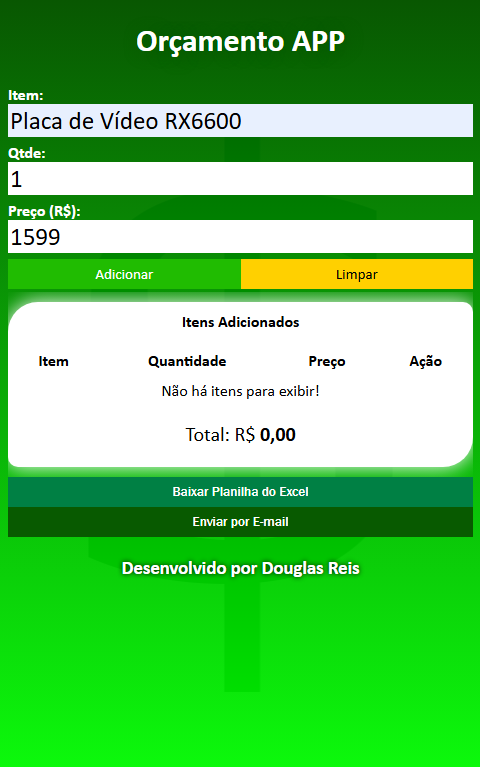 Orçamento APP
Item:
Placa de Vídeo RX6600
Qtde:
1
Preço (R$):
1599
Adicionar Limpar
Itens Adicionados
Item Quantidade Preço Ação
Não há itens para exibir!
Total: R$ 0,00
Baixar Planilha do Excel
Enviar por E-mail
Desenvolvido por Douglas Reis